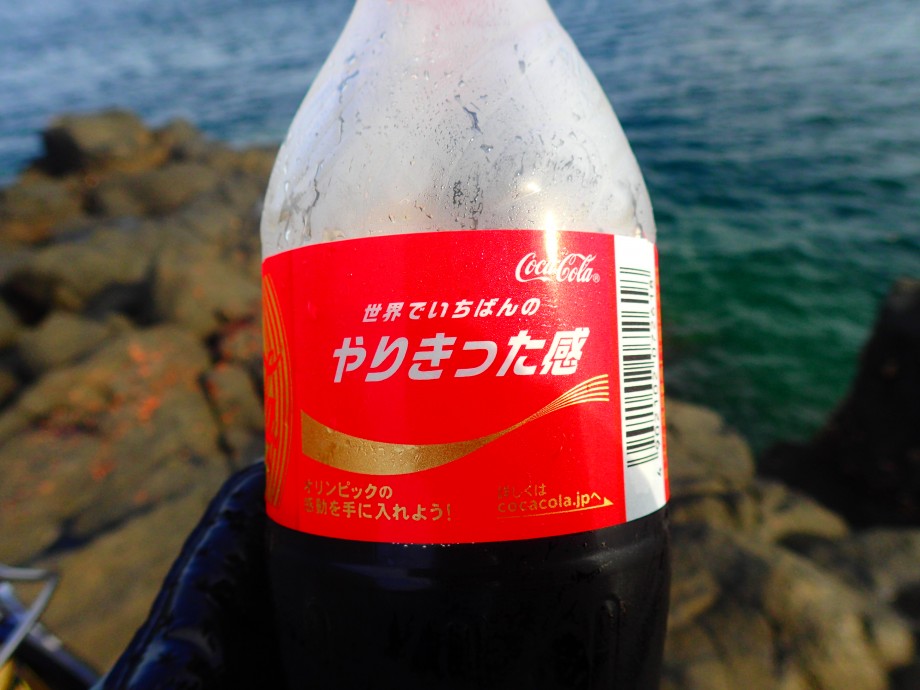 Coca-Cola®
世界でいちばんの
やりきった感
オリンピックの
感動を手に入れよう!
詳しくは
cocacola.jpへ